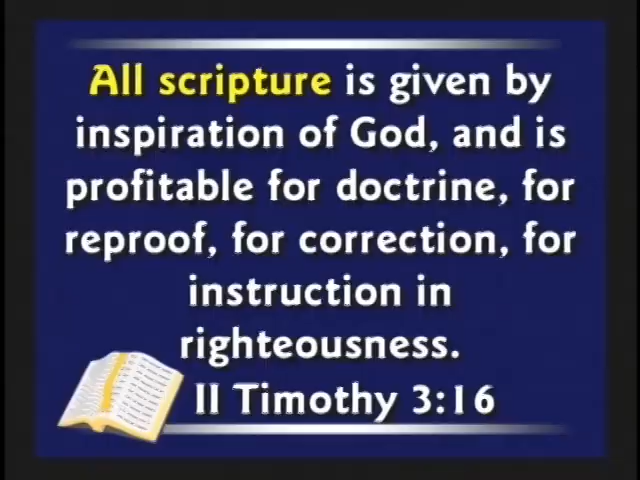 All scripture is given by
inspiration of God, and is
profitable for doctrine, for
reproof, for correction, for
instruction in
righteousness.
II Timothy 3:16